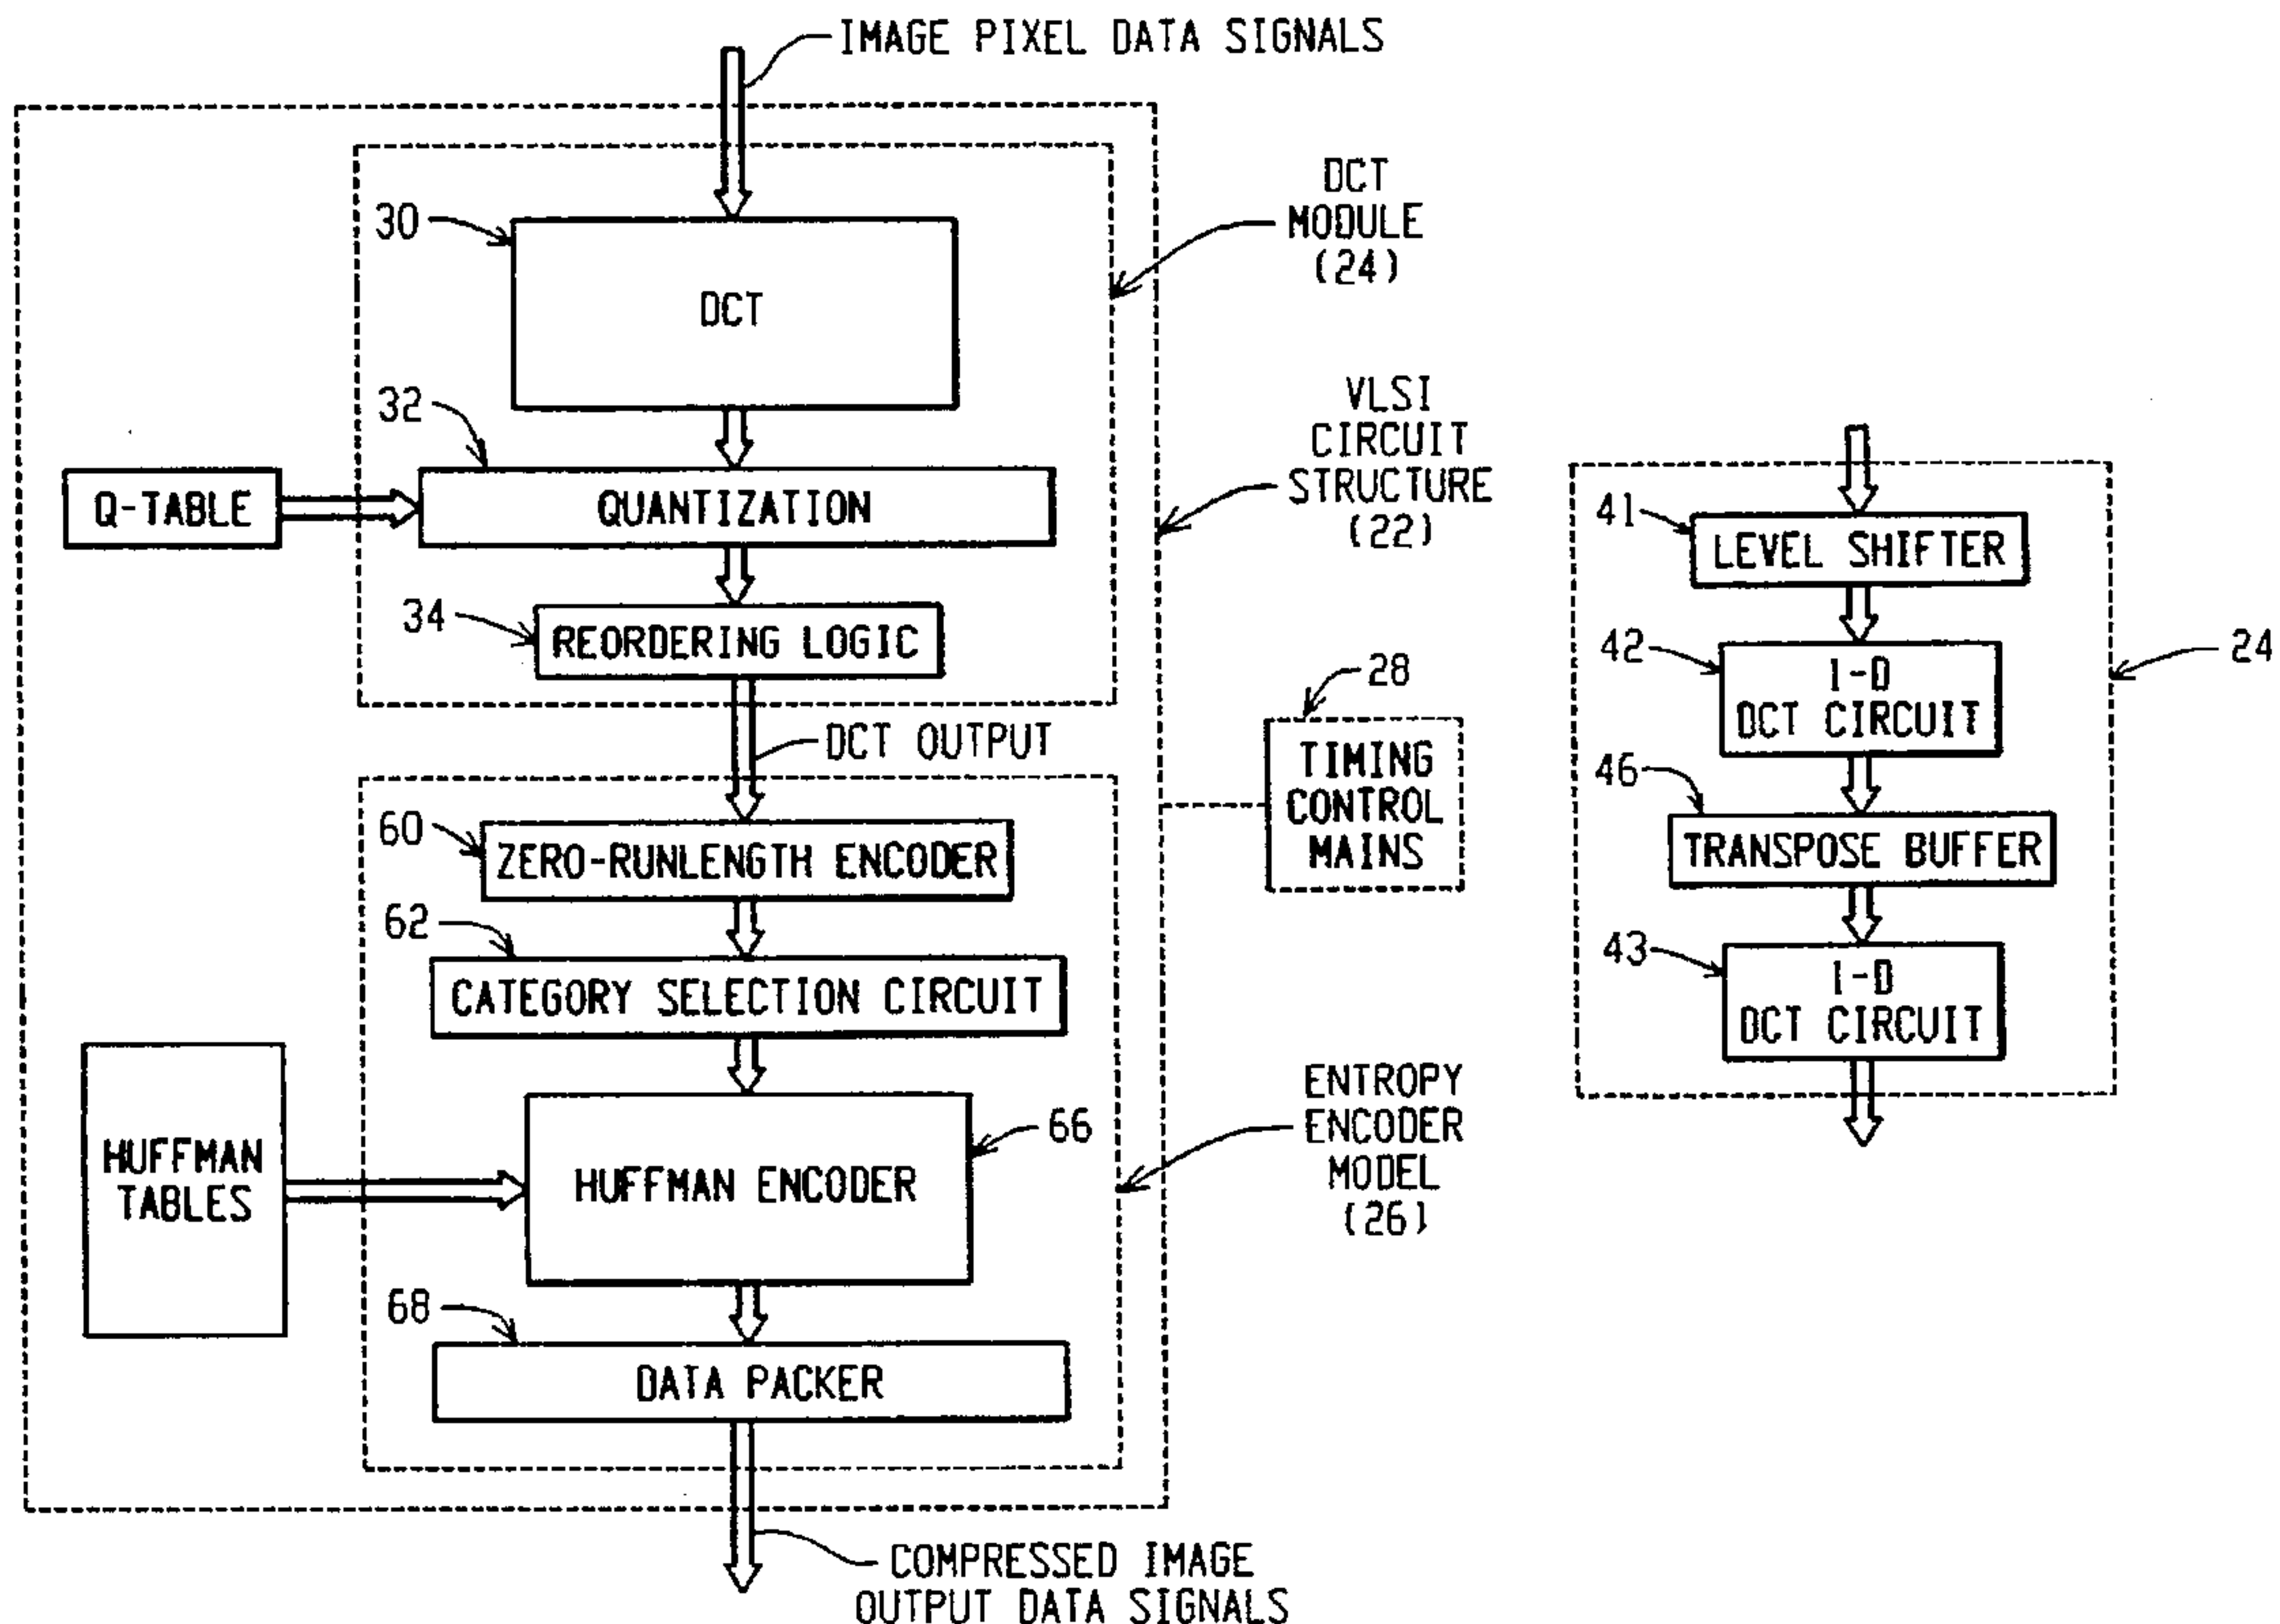 IMAGE PIXEL DATA SIGNALS
30
DCT
DCT
MODULE
(24)
32
Q-TABLE
QUANTIZATION
VLSI
CIRCUIT
STRUCTURE
(22)
34
REORDERING LOGIC
DCT OUTPUT
28
TIMING
CONTROL
MAINS
60
ZERO-RUNLENGTH ENCODER
62
CATEGORY SELECTION CIRCUIT
HUFFMAN
TABLES
HUFFMAN ENCODER
66
ENTROPY
ENCODER
MODEL
(26)
68
DATA PACKER
COMPRESSED IMAGE
OUTPUT DATA SIGNALS
41
LEVEL SHIFTER
42
1-D
DCT CIRCUIT
24
46
TRANSPOSE BUFFER
43
1-D
DCT CIRCUIT